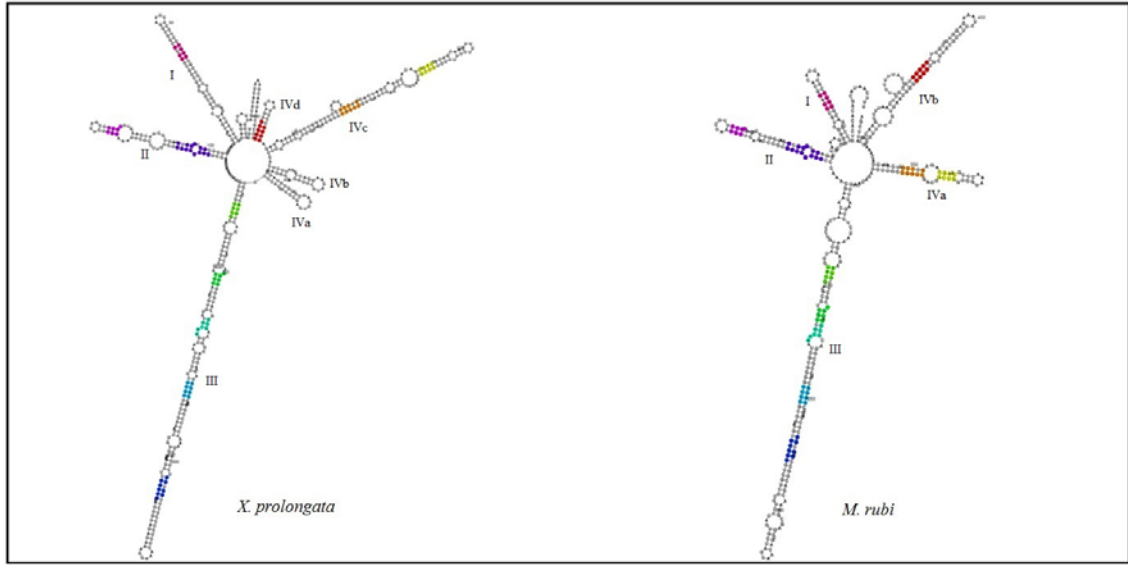 I
II
III
IVa
IVb
IVc
IVd
X. prolongata
I
II
III
IVa
IVb
M. rubi